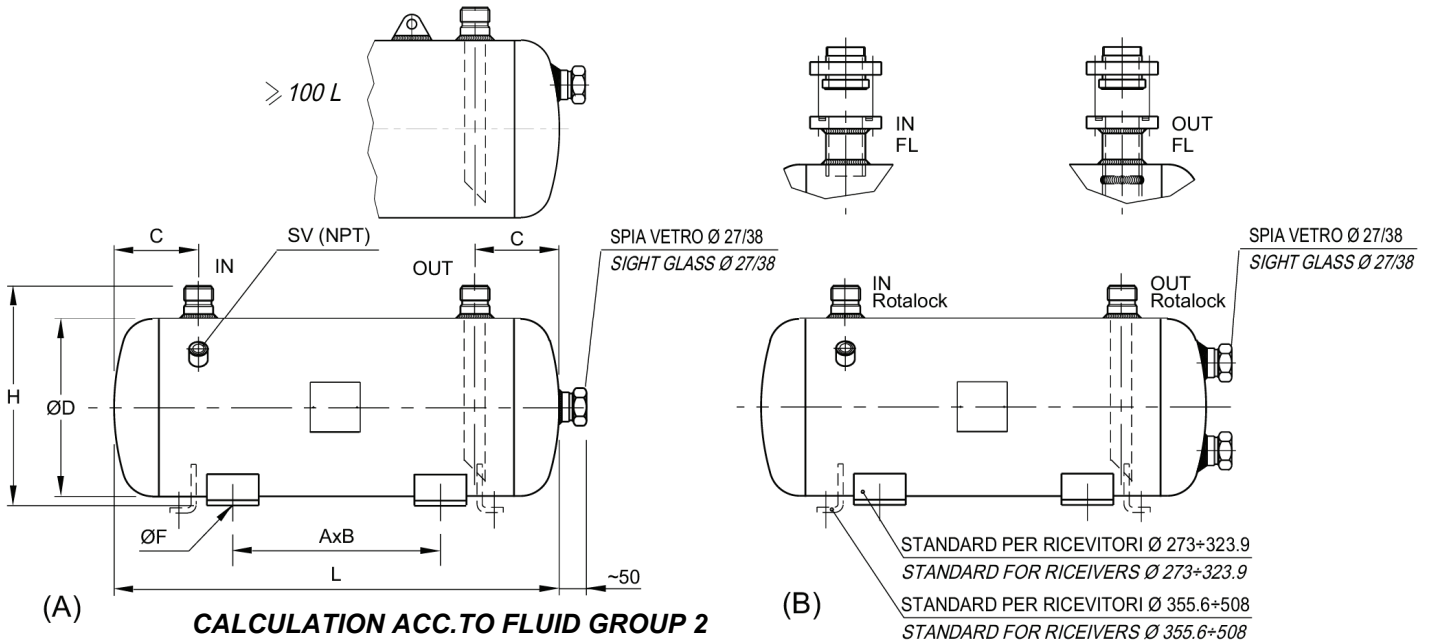 ⩾ 100 L
IN
FL
OUT
FL
C
SV (NPT)
C
SPIA VETRO Ø 27/38
SIGHT GLASS Ø 27/38
IN
OUT
H
ØD
ØF
AxB
L
~50
(A)
CALCULATION ACC.TO FLUID GROUP 2
SPIA VETRO Ø 27/38
SIGHT GLASS Ø 27/38
IN
Rotalock
OUT
Rotalock
STANDARD PER RICEVITORI Ø 273÷323.9
STANDARD FOR RICEIVERS Ø 273÷323.9
STANDARD PER RICEVITORI Ø 355.6÷508
STANDARD FOR RICEIVERS Ø 355.6÷508
(B)